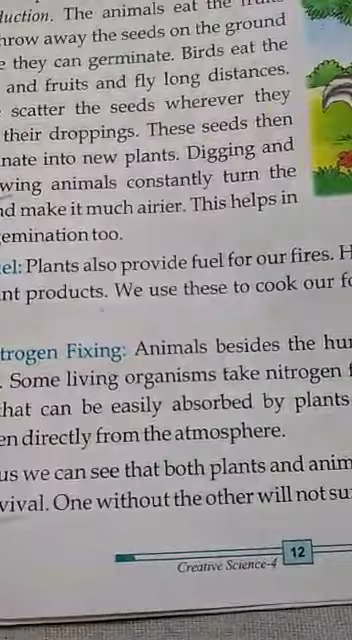 duction. The animals eat the fruits
hrow away the seeds on the ground
e they can germinate. Birds eat the
and fruits and fly long distances.
scatter the seeds wherever they
their droppings. These seeds then
nate into new plants. Digging and
wing animals constantly turn the
nd make it much airier. This helps in
emination too.
el: Plants also provide fuel for our fires. H
nt products. We use these to cook our fo
trogen Fixing: Animals besides the hu
. Some living organisms take nitrogen f
that can be easily absorbed by plants
en directly from the atmosphere.
us we can see that both plants and anim
vival. One without the other will not su
12
Creative Science-4